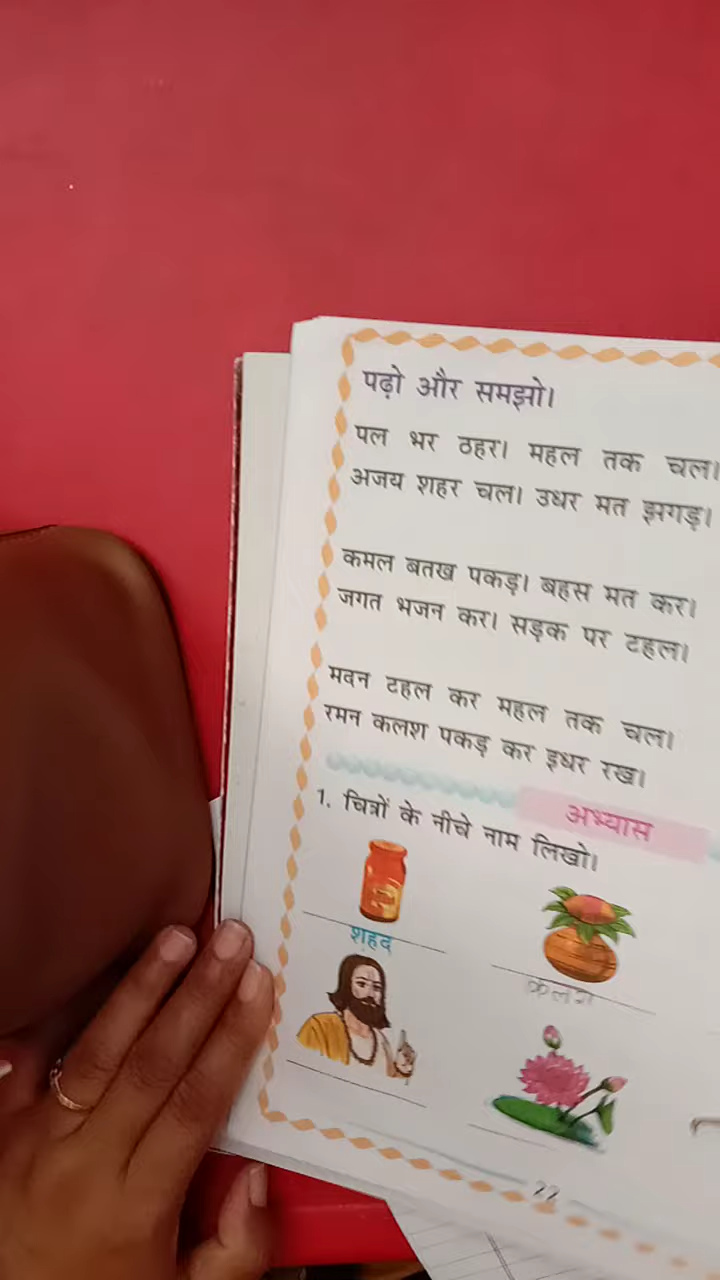 पढ़ो और समझो।
पल भर ठहर। महल तक चल।
अजय शहर चल। उधर मत झगड़।
कमल बतख पकड़। बहस मत कर।
जगत भजन कर। सड़क पर टहल।
मदन टहल कर महल तक चल।
रमन कलश पकड़ कर इधर रख।
अभ्यास
1. चित्रों के नीचे नाम लिखो।
शहद
कलश
22